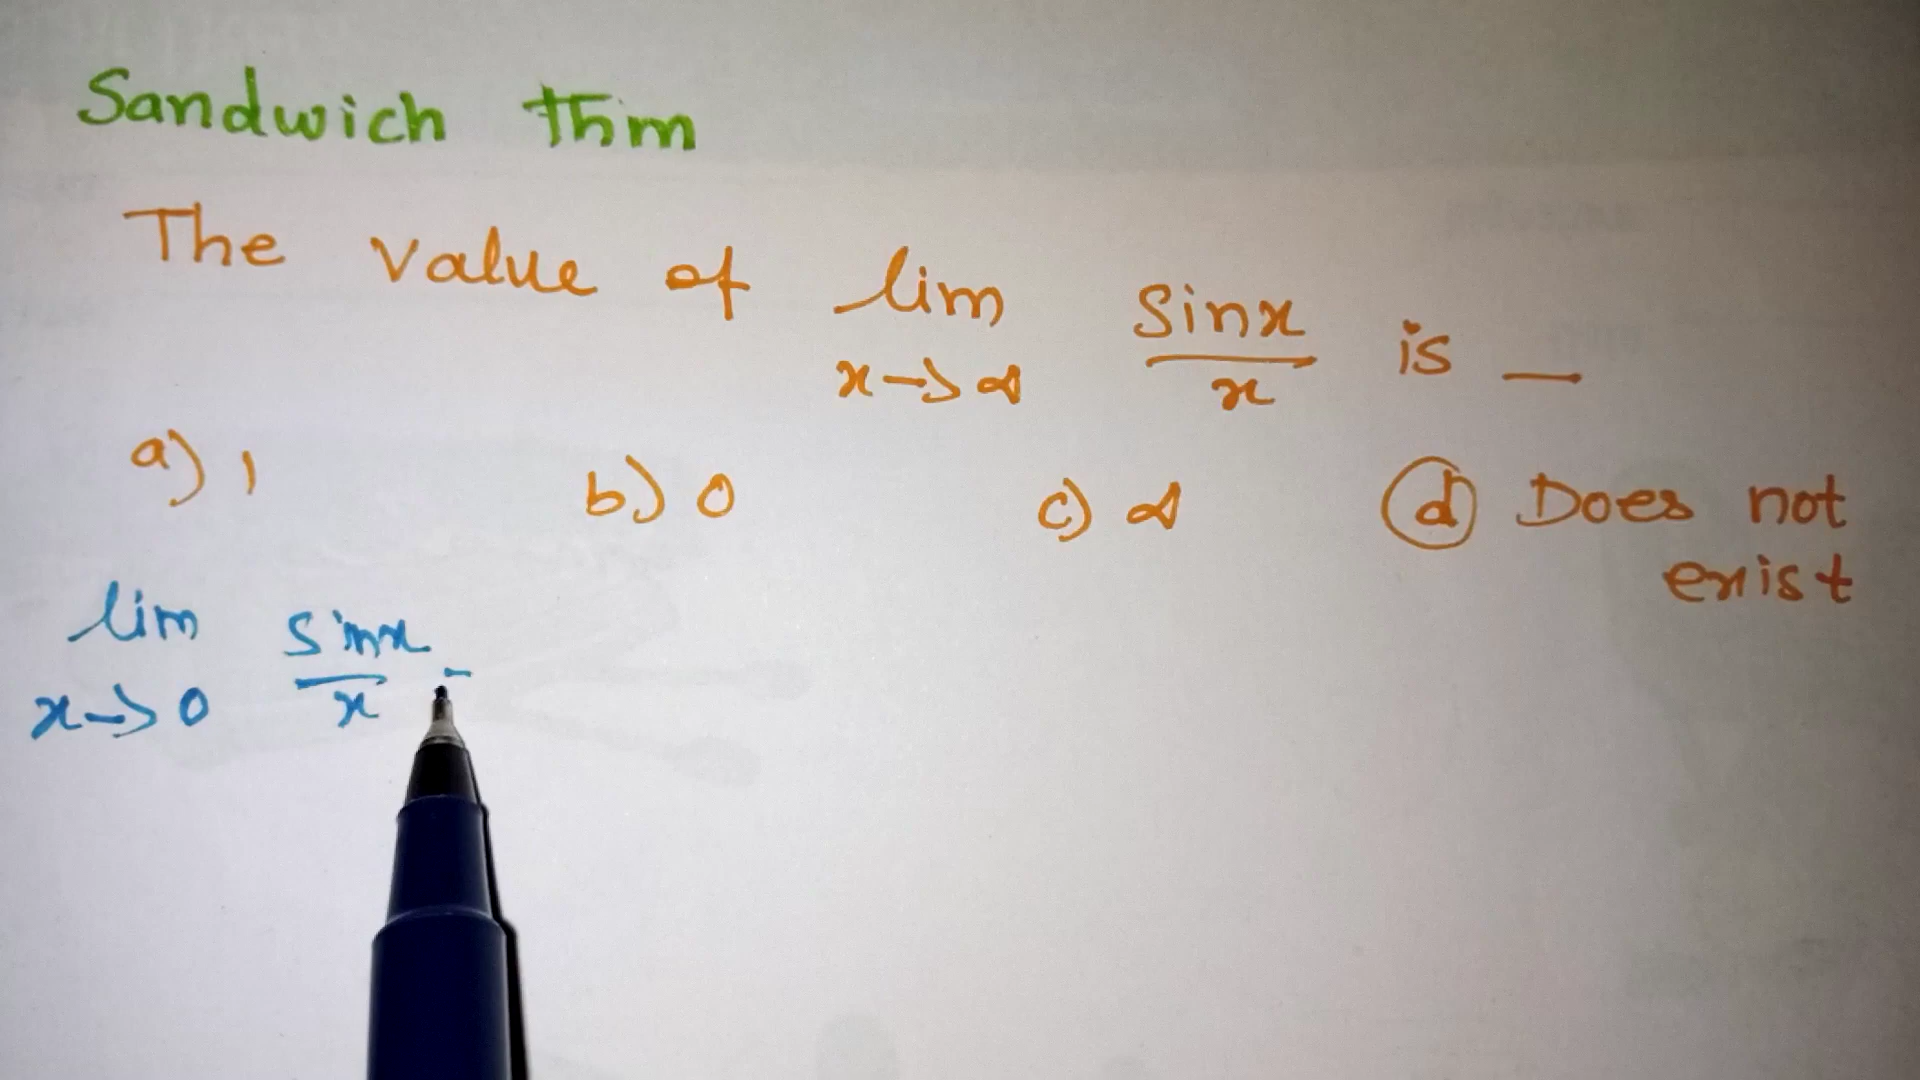 Sandwich thm
The value of lim x→∞ sinx/x is _
a) 1 b) 0 c) ∞ d) Does not exist
lim x→0 sinx/x -